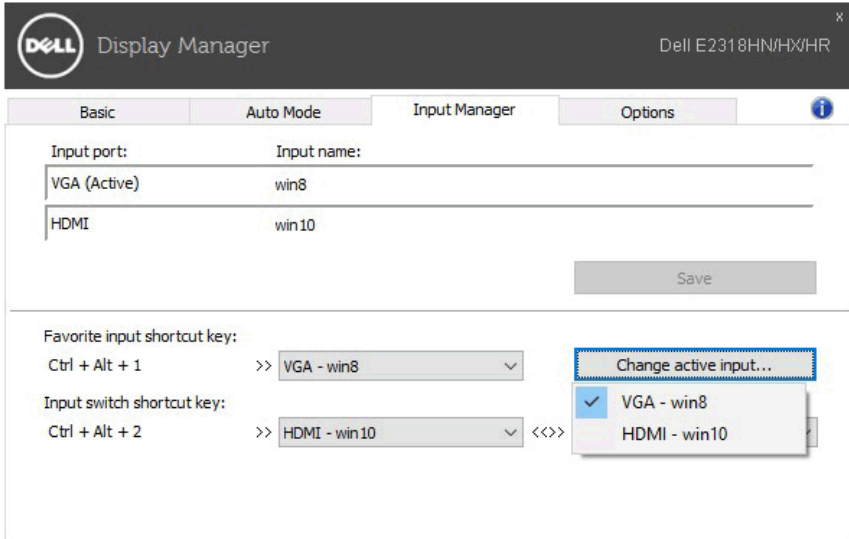 x
DELL Display Manager Dell E2318HN/HX/HR
Basic Auto Mode Input Manager Options i
Input port: Input name:
VGA (Active) win8
HDMI win10
Save
Favorite input shortcut key:
Ctrl + Alt + 1 >> VGA - win8 Change active input...
VGA - win8
Input switch shortcut key:
Ctrl + Alt + 2 >> HDMI - win10 <<>> HDMI - win10